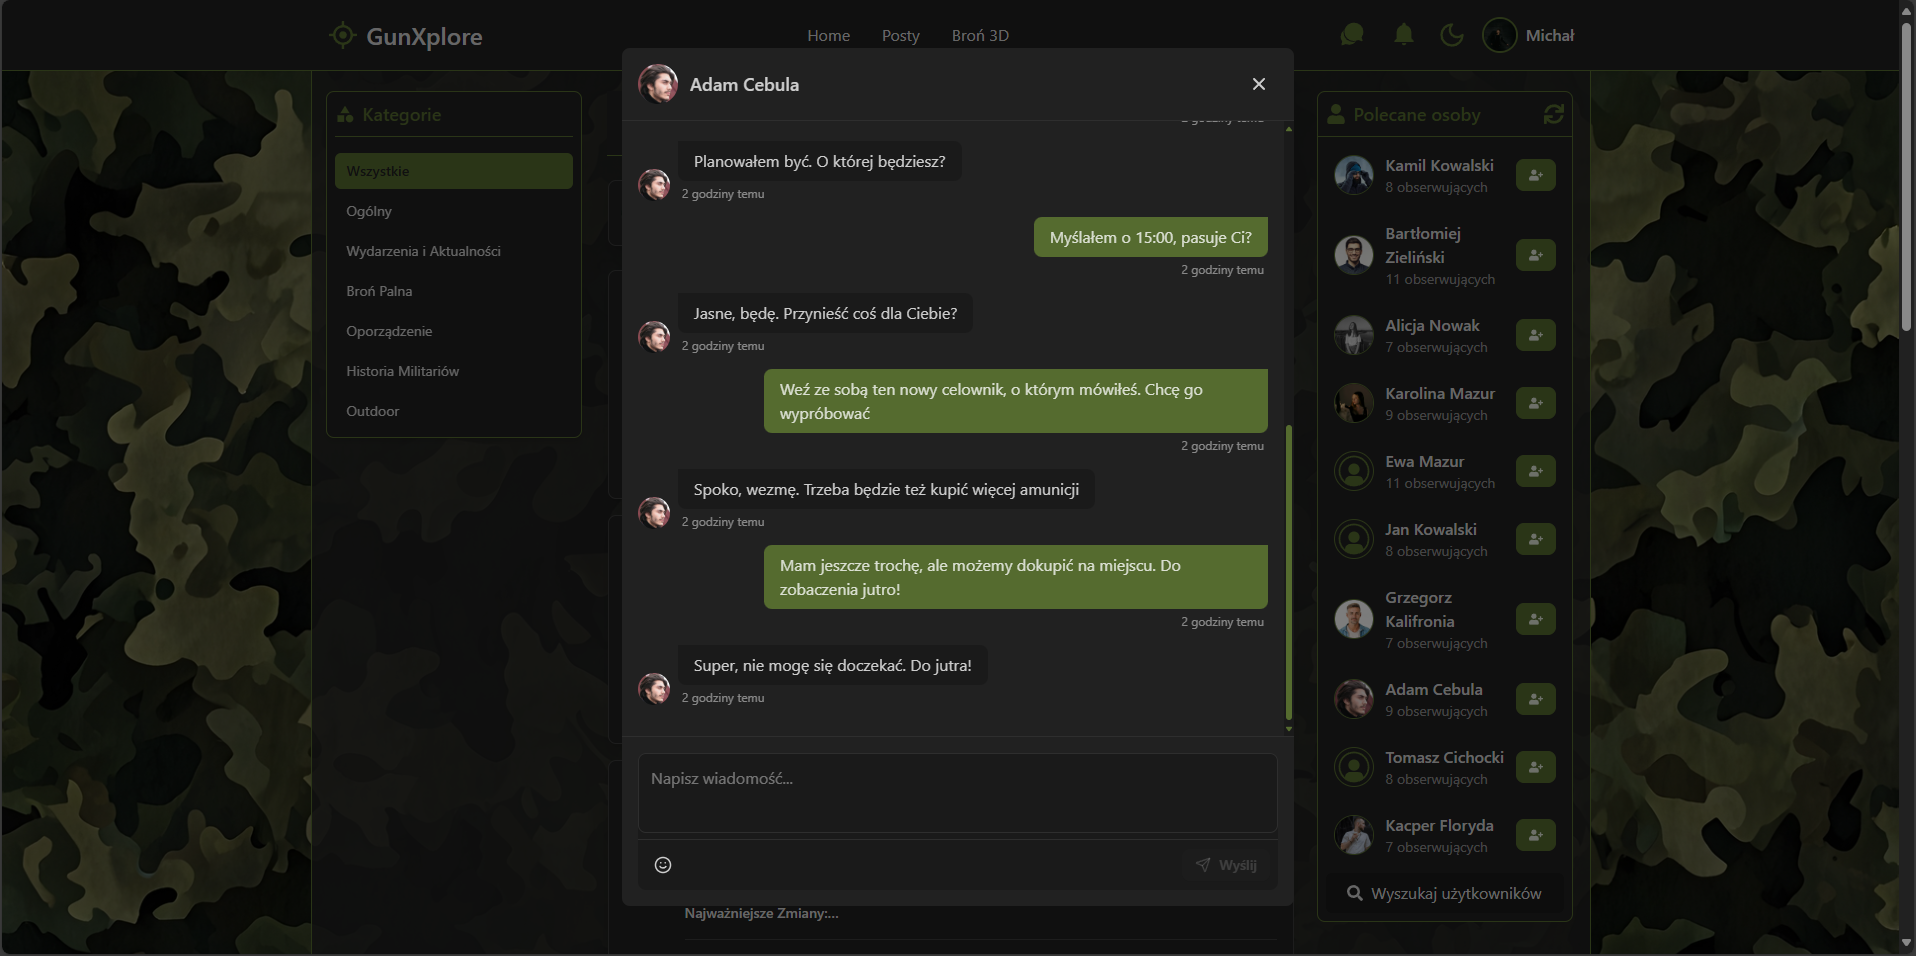 GunXplore
Home
Posty
Broń 3D
Michał
Kategorie
Wszystkie
Ogólny
Wydarzenia i Aktualności
Broń Palna
Oporządzenie
Historia Militariów
Outdoor
Adam Cebula
2 godziny temu
Planowałem być. O której będziesz?
2 godziny temu
Myślałem o 15:00, pasuje Ci?
2 godziny temu
Jasne, będę. Przynieść coś dla Ciebie?
2 godziny temu
Weź ze sobą ten nowy celownik, o którym mówiłeś. Chcę go
wypróbować
2 godziny temu
Spoko, wezmę. Trzeba będzie też kupić więcej amunicji
2 godziny temu
Mam jeszcze trochę, ale możemy dokupić na miejscu. Do
zobaczenia jutro!
2 godziny temu
Super, nie mogę się doczekać. Do jutra!
2 godziny temu
Napisz wiadomość...
Wyślij
Najważniejsze Zmiany:...
Polecane osoby
Kamil Kowalski
8 obserwujących
Bartłomiej
Zieliński
11 obserwujących
Alicja Nowak
7 obserwujących
Karolina Mazur
9 obserwujących
Ewa Mazur
11 obserwujących
Jan Kowalski
8 obserwujących
Grzegorz
Kalifronia
7 obserwujących
Adam Cebula
9 obserwujących
Tomasz Cichocki
8 obserwujących
Kacper Floryda
7 obserwujących
Wyszukaj użytkowników